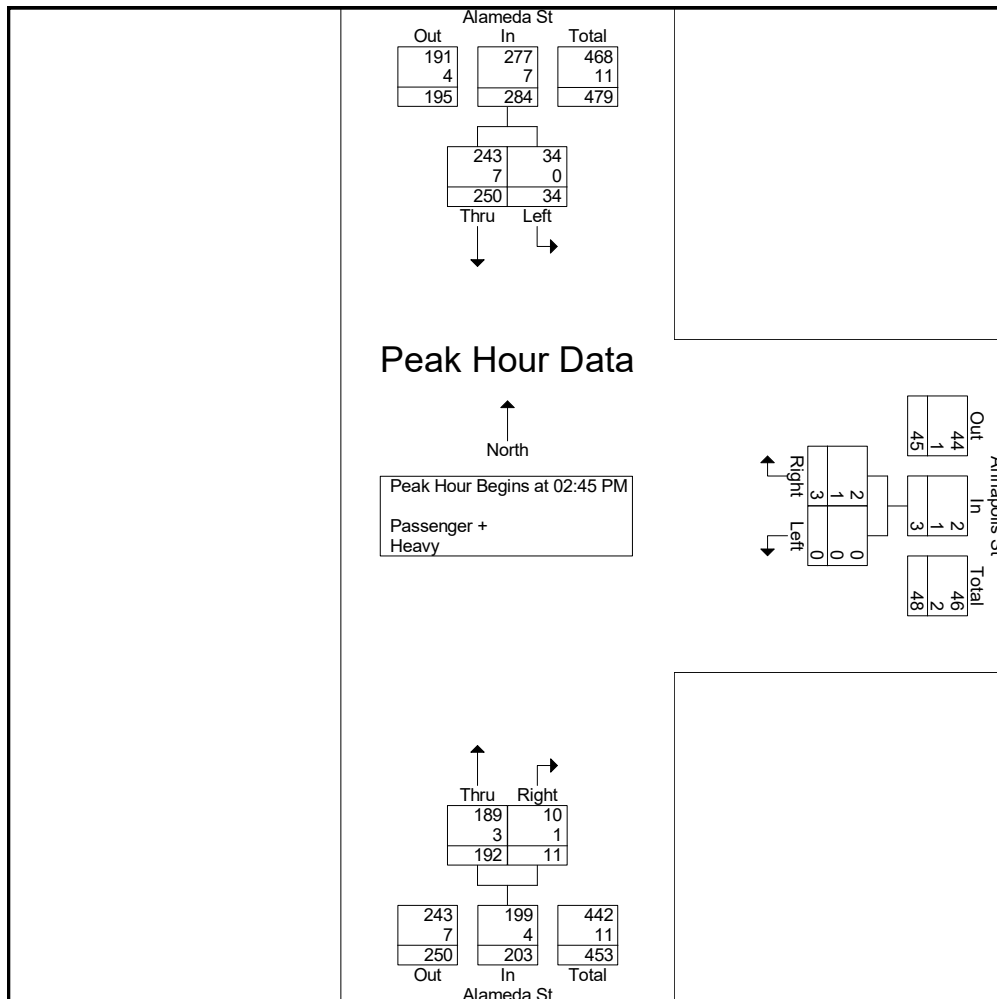 Alameda St
Out In Total
191 277 468
4 7 11
195 284 479
243 34
7 0
250 34
Thru Left
Peak Hour Data
North
Peak Hour Begins at 02:45 PM
Passenger +
Heavy
Annapolis St
Out In Total
44 2 46
1 1 2
45 3 48
2 0
1 0
3 0
Right Left
Thru Right
189 10
3 1
192 11
243 199 442
7 4 11
250 203 453
Out In Total
Alameda St